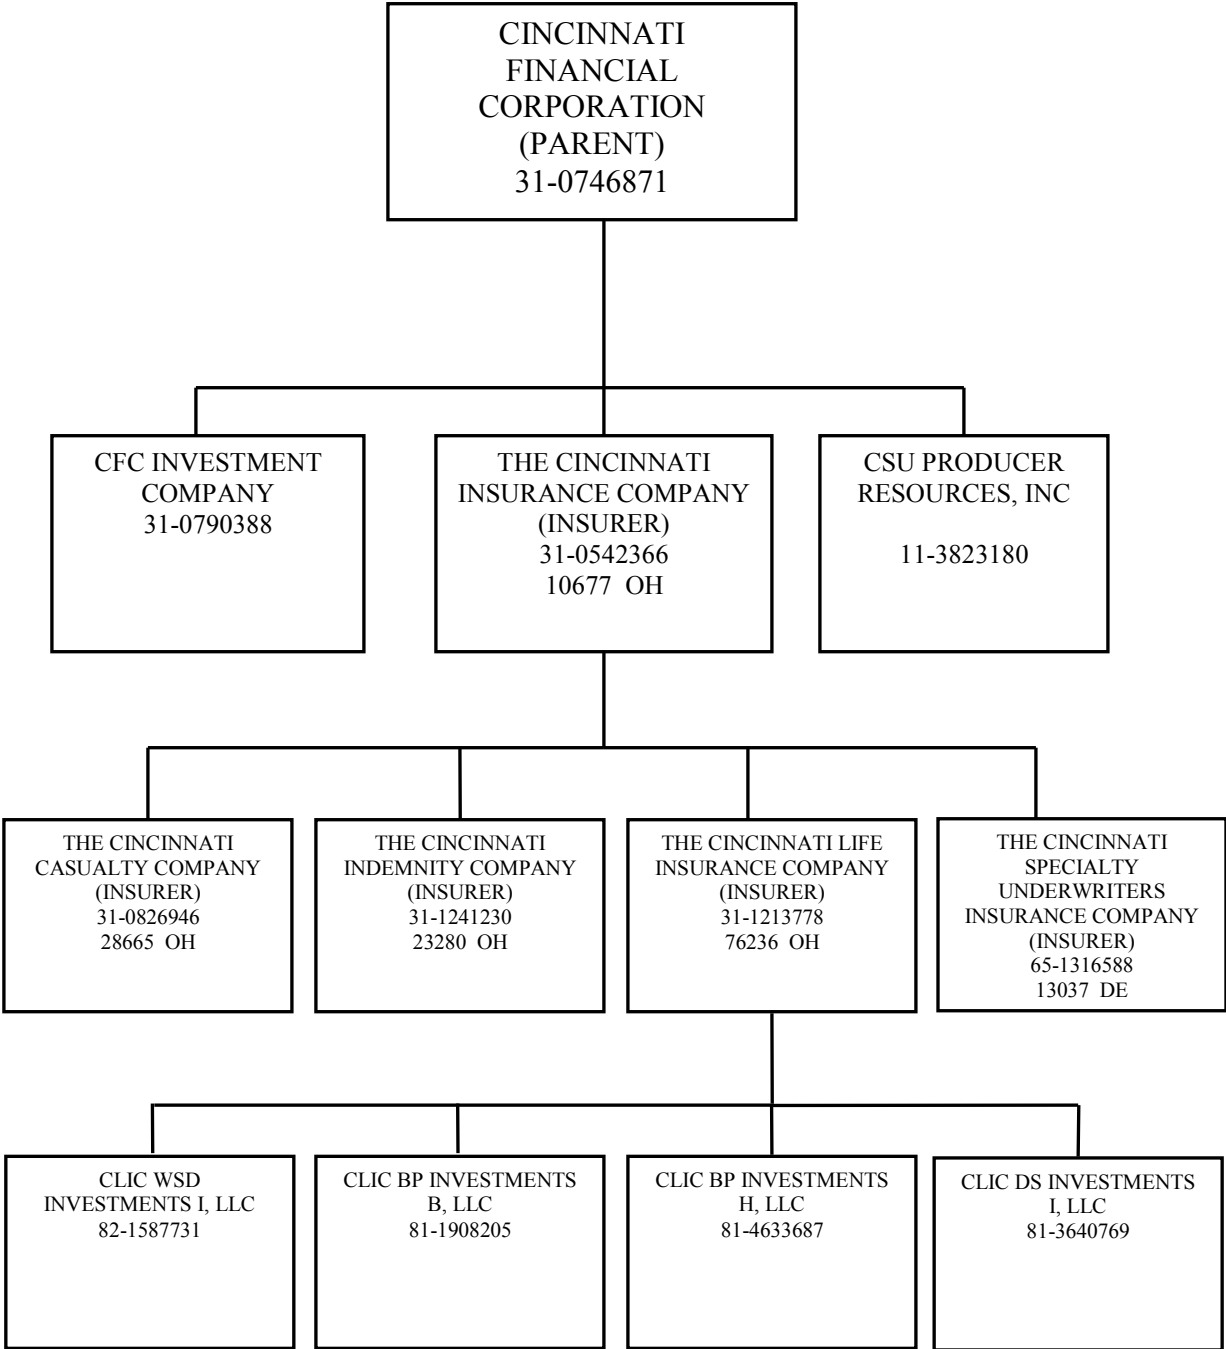 CINCINNATI
FINANCIAL
CORPORATION
(PARENT)
31-0746871
CFC INVESTMENT
COMPANY
31-0790388
THE CINCINNATI
INSURANCE COMPANY
(INSURER)
31-0542366
10677 OH
CSU PRODUCER
RESOURCES, INC
11-3823180
THE CINCINNATI
CASUALTY COMPANY
(INSURER)
31-0826946
28665 OH
THE CINCINNATI
INDEMNITY COMPANY
(INSURER)
31-1241230
23280 OH
THE CINCINNATI LIFE
INSURANCE COMPANY
(INSURER)
31-1213778
76236 OH
THE CINCINNATI
SPECIALTY
UNDERWRITERS
INSURANCE COMPANY
(INSURER)
65-1316588
13037 DE
CLIC WSD
INVESTMENTS I, LLC
82-1587731
CLIC BP INVESTMENTS
B, LLC
81-1908205
CLIC BP INVESTMENTS
H, LLC
81-4633687
CLIC DS INVESTMENTS
I, LLC
81-3640769